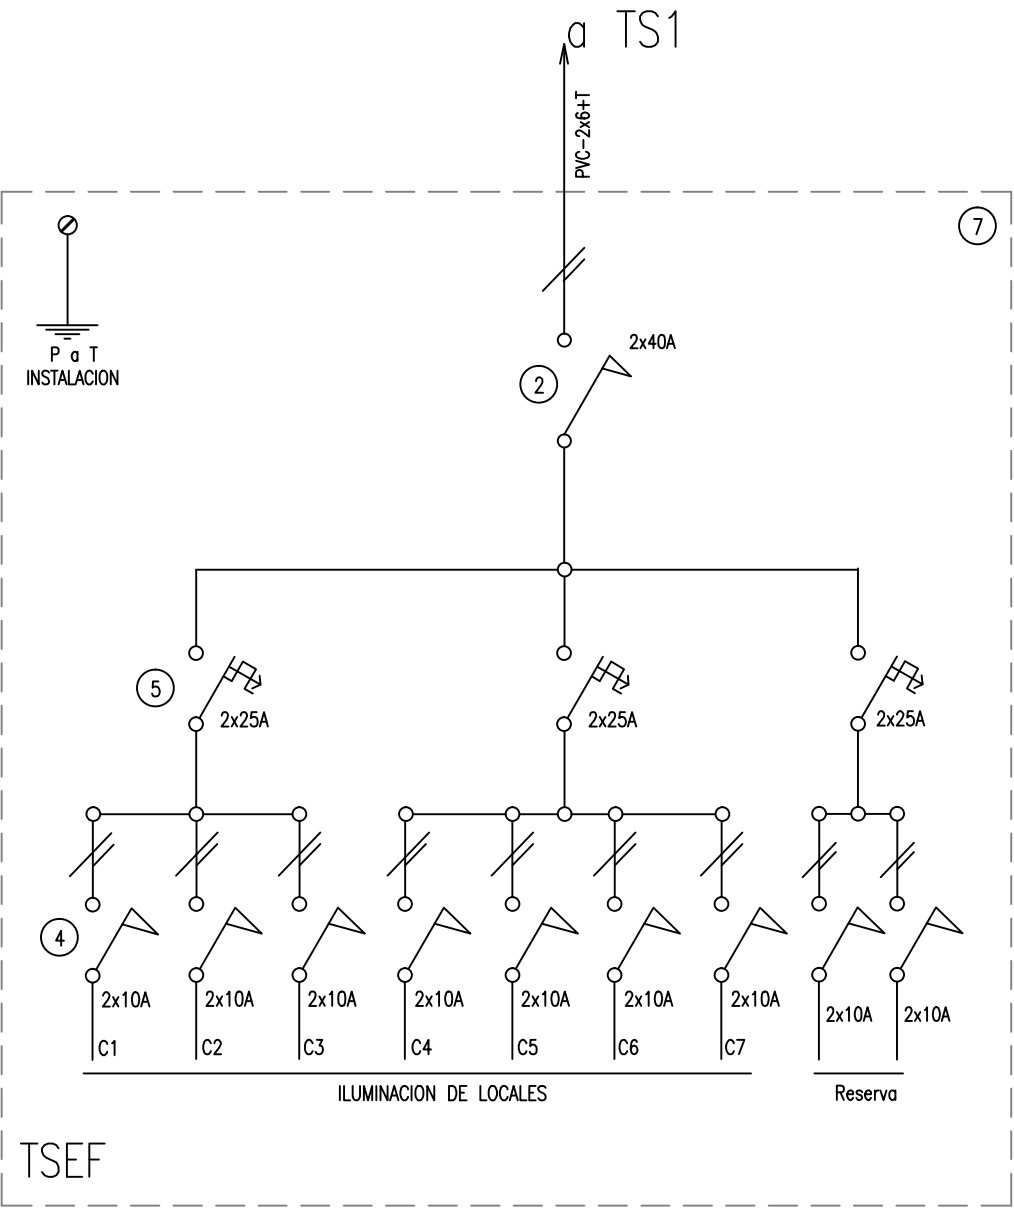 a TS1
PVC-2x6+T
7
P a T
INSTALACION
2x40A
2
5
2x25A
2x25A
2x25A
4
2x10A
2x10A
2x10A
2x10A
2x10A
2x10A
2x10A
2x10A
2x10A
C1
C2
C3
C4
C5
C6
C7
ILUMINACION DE LOCALES
Reserva
TSEF